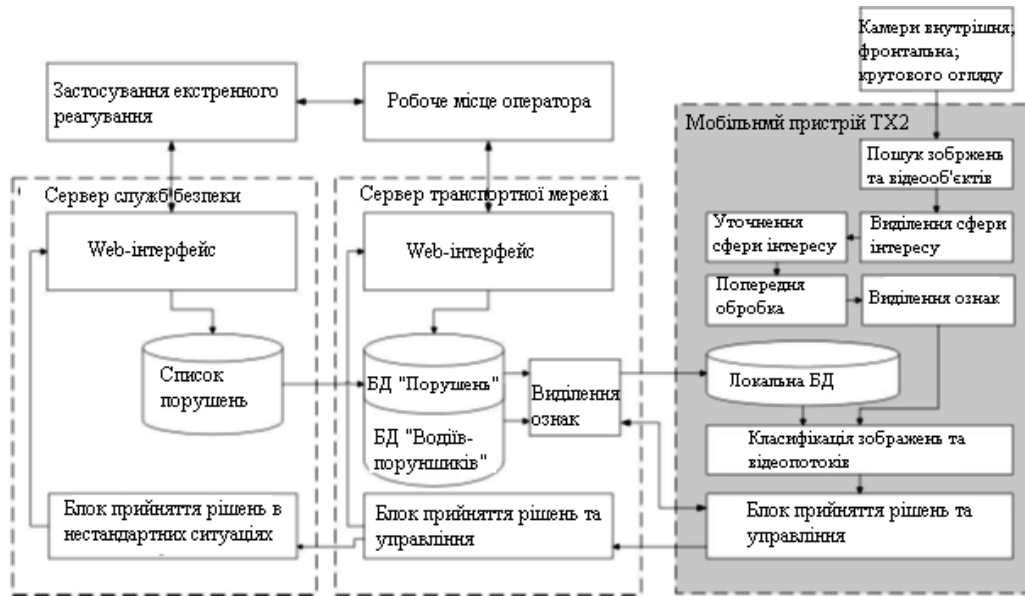 Камери внутрішня;
фронтальна;
крутового огляду
Застосування екстренного
реагування
Робоче місце оператора
Мобільнмй пристрій TX2
Пошук зобржень
та відеооб'єктів
Сервер служб безпеки
Сервер транспортної мережі
Web-інтерфейс
Web-інтерфейс
Уточнення
сфери інтересу
Виділення сфери
інтересу
Попередня
обробка
Виділення ознак
Список
порушень
БД "Порушень"
БД "Водіїв-
поруншиків"
Виділення
ознак
Локальна БД
Класифікація зображень та
відеопотоків
Блок прийняття рішень в
нестандартних ситуаціях
Блок прийняття рішень та
управління
Блок прийняття рішень та
управління